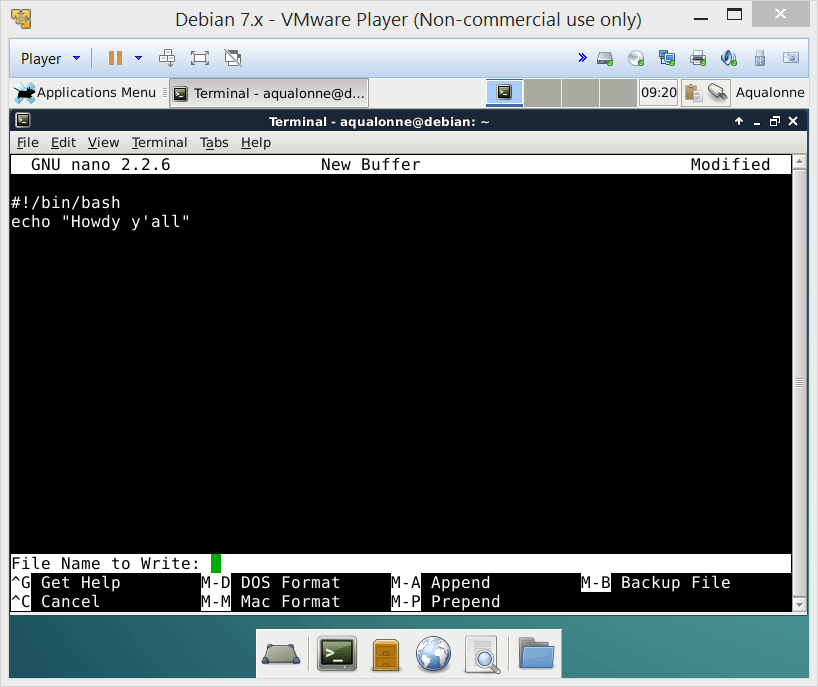 Debian 7.x - VMware Player (Non-commercial use only)
Player
Applications Menu
Terminal - aqualonne@d...
09:20
Aqualonne
Terminal - aqualonne@debian: ~
File Edit View Terminal Tabs Help
GNU nano 2.2.6 New Buffer Modified
#!/bin/bash
echo "Howdy y'all"
File Name to Write:
^G Get Help M-D DOS Format M-A Append M-B Backup File
^C Cancel M-M Mac Format M-P Prepend